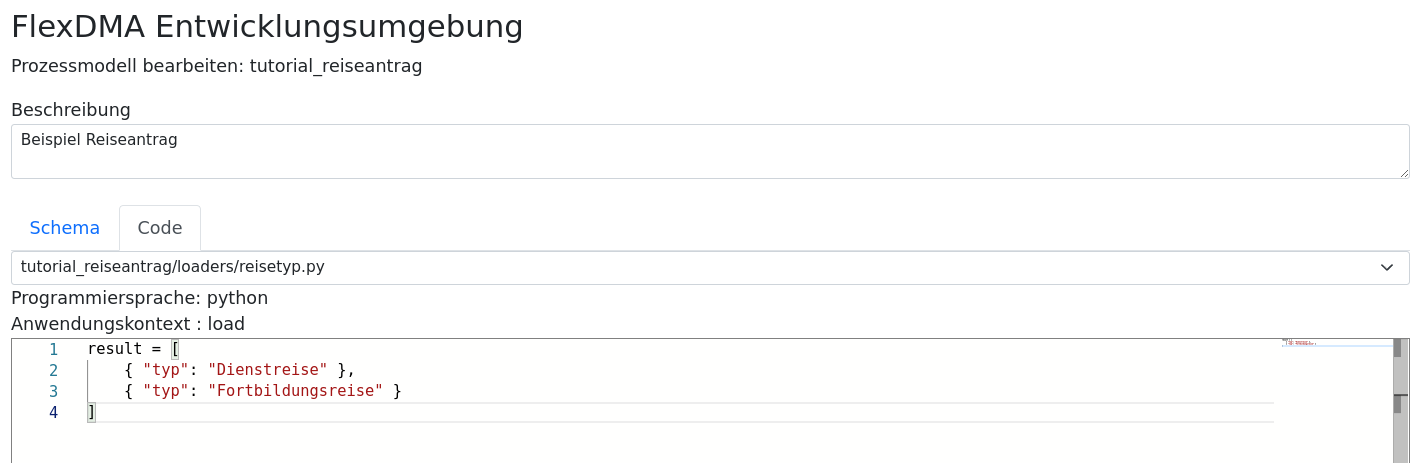 FlexDMA Entwicklungsumgebung
Prozessmodell bearbeiten: tutorial_reiseantrag
Beschreibung
Beispiel Reiseantrag
Schema Code
tutorial_reiseantrag/loaders/reisetyp.py
Programmiersprache: python
Anwendungskontext : load
1 result = [
2     { "typ": "Dienstreise" },
3     { "typ": "Fortbildungsreise" }
4 ]